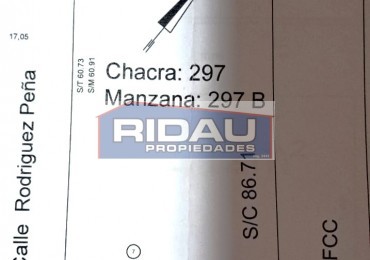 17,05
S/T 60.73
S/M 60.91
Chacra: 297
Manzana: 297 B
RIDAU
PROPIEDADES
Calle Rodriguez Peña
S/C 86.7
FCC